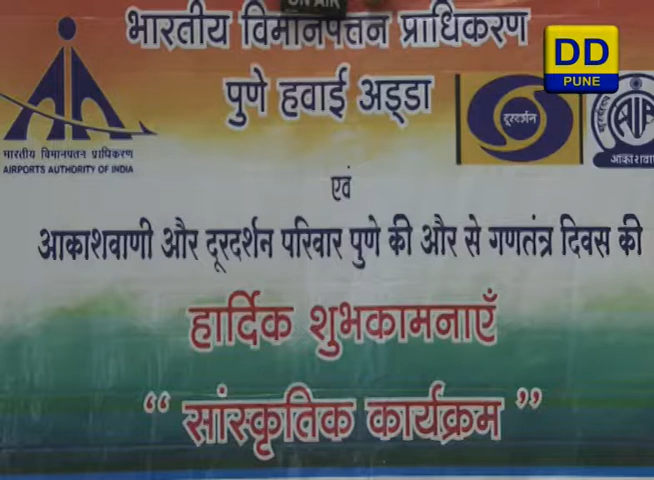 ON AIR
भारतीय विमानपत्तन प्राधिकरण
DD
PUNE
पुणे हवाई अड्डा
दूरदर्शन
AIR
आकाशवाणी
भारतीय विमानपत्तन प्राधिकरण
AIRPORTS AUTHORITY OF INDIA
एवं
आकाशवाणी और दूरदर्शन परिवार पुणे की और से गणतंत्र दिवस की
हार्दिक शुभकामनाएँ
“ सांस्कृतिक कार्यक्रम ”